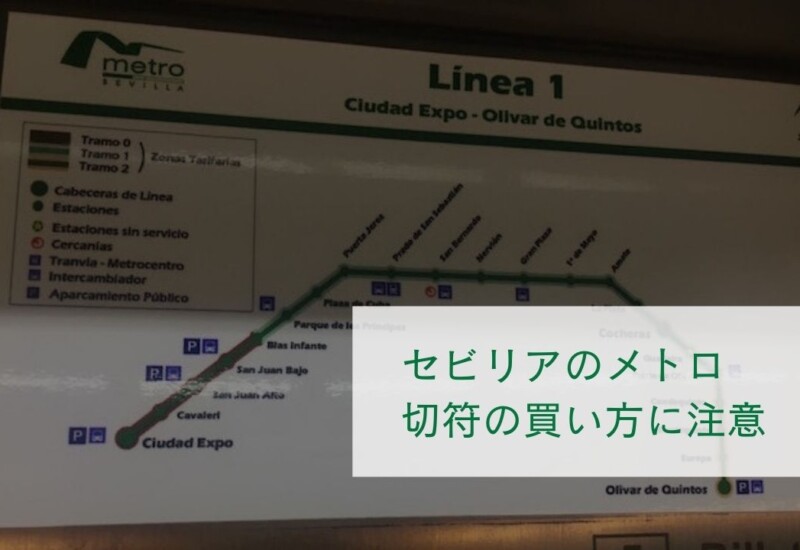 metro
SEVILLA
Línea 1
Ciudad Expo - Olivar de Quintos
Tramo 0
Tramo 1
Tramo 2
Zonas Tarifarias
Cabeceras de Línea
Estaciones
Estaciones sin servicio
Cercanías
Tranvia - Metrocentro
Intercambiador
P Aparcamiento Público
Puerta Jerez
Prado de San Sebastián
San Bernardo
Nervión
Gran Plaza
1º de Mayo
Amate
Plaza de Cuba
Parque de los Príncipes
Blas Infante
P
San Juan Bajo
P
San Juan Alto
Cavaleri
P
Ciudad Expo
Cocheras
Europa
Olivar de Quintos
P
セビリアのメトロ
切符の買い方に注意